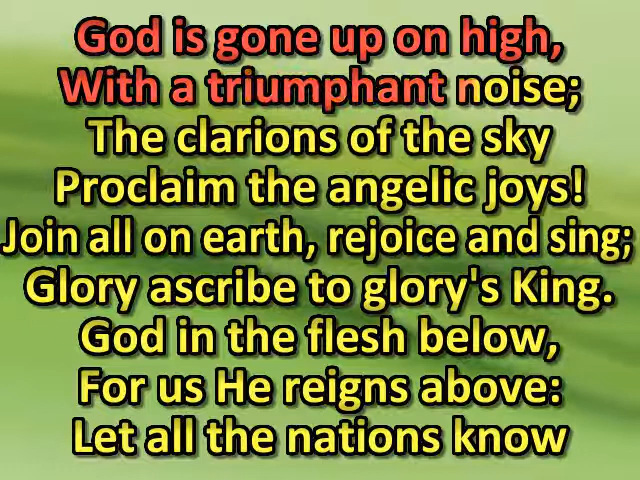 God is gone up on high,
With a triumphant noise;
The clarions of the sky
Proclaim the angelic joys!
Join all on earth, rejoice and sing;
Glory ascribe to glory's King.
God in the flesh below,
For us He reigns above:
Let all the nations know